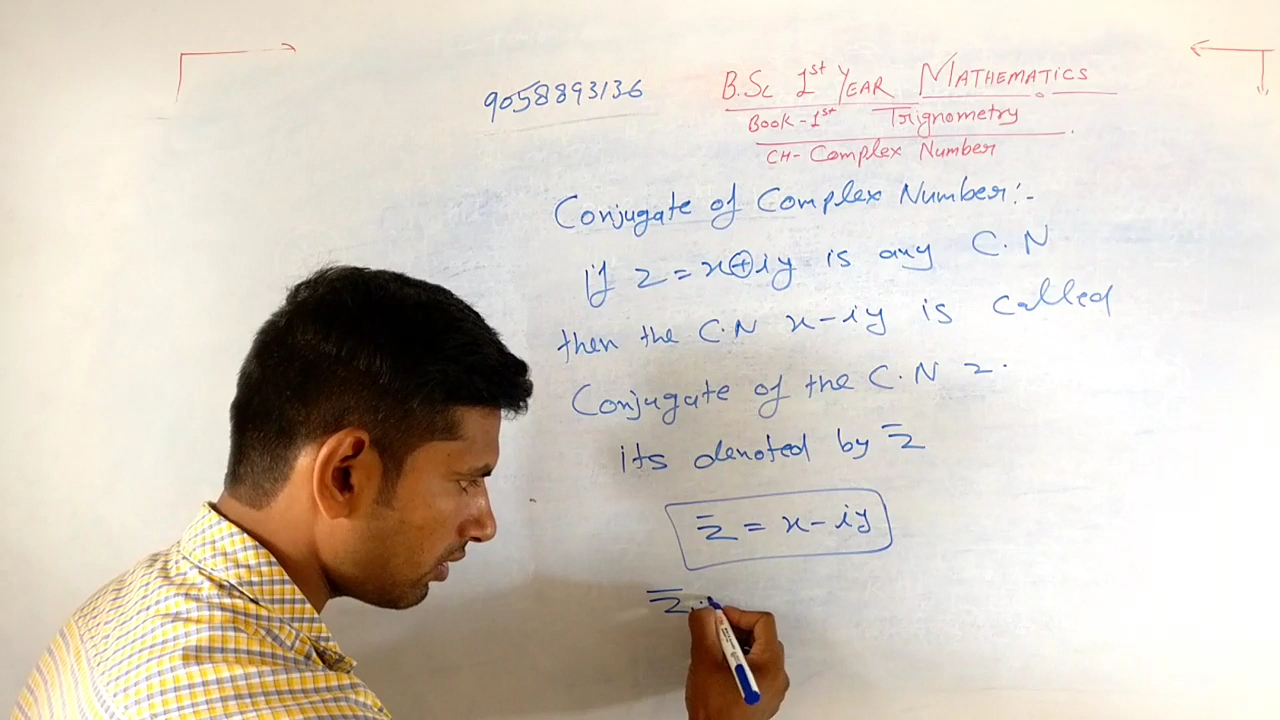 9058893136
B.Sc 1st YEAR MATHEMATICS
Book-1st Trignometry
CH- Complex Number
Conjugate of Complex Number:-
if z = x+iy is any C.N
then the C.N x-iy is called
Conjugate of the C.N z.
its denoted by z̅
z̅ = x-iy
z̅